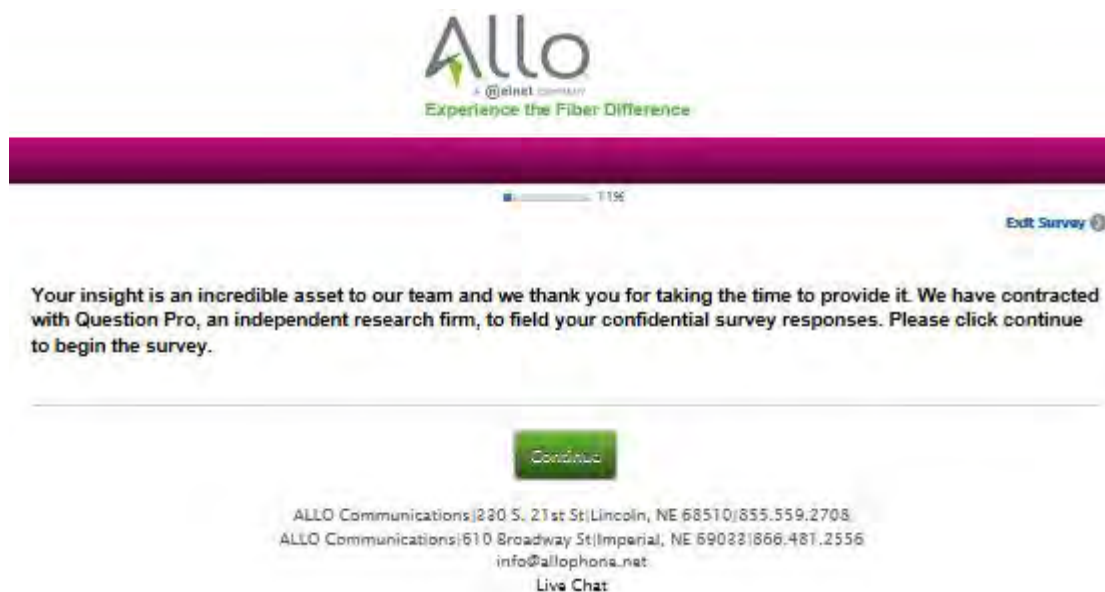 Allo
A @elnet company
Experience the Fiber Difference
11%
Exit Survey
Your insight is an incredible asset to our team and we thank you for taking the time to provide it. We have contracted
with Question Pro, an independent research firm, to field your confidential survey responses. Please click continue
to begin the survey.
Continue
ALLO Communications|330 S. 21st St|Lincoln, NE 68510|855.559.2708
ALLO Communications|610 Broadway St|Imperial, NE 69033|866.481.2556
info@allophone.net
Live Chat